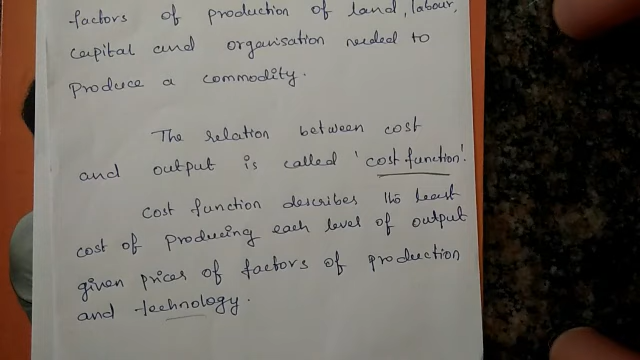 factors of production of land, labour,
capital and organisation needed to
produce a commodity.
The relation between cost
and output is called 'cost function'.
Cost function describes the least
cost of producing each level of output
given prices of factors of production
and technology.